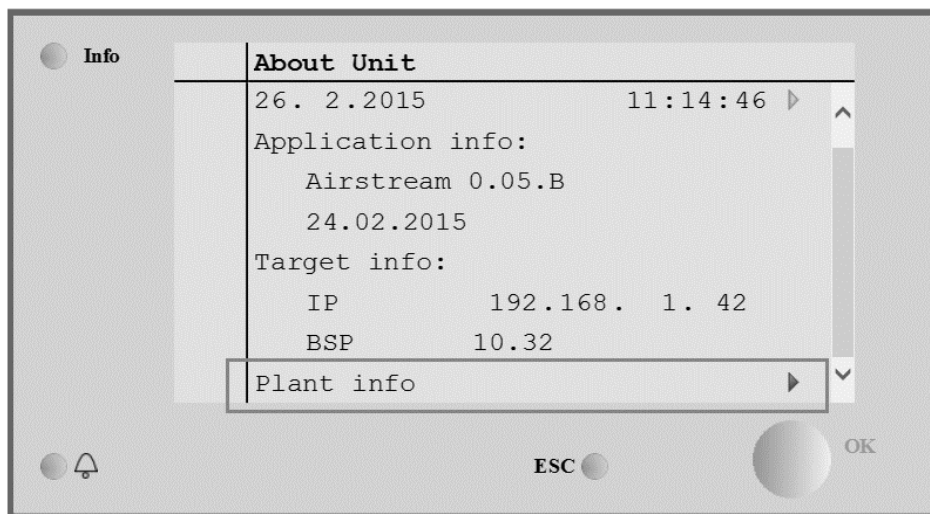 Info
About Unit
26. 2.2015 11:14:46
Application info:
Airstream 0.05.B
24.02.2015
Target info:
IP 192.168. 1. 42
BSP 10.32
Plant info
ESC
OK